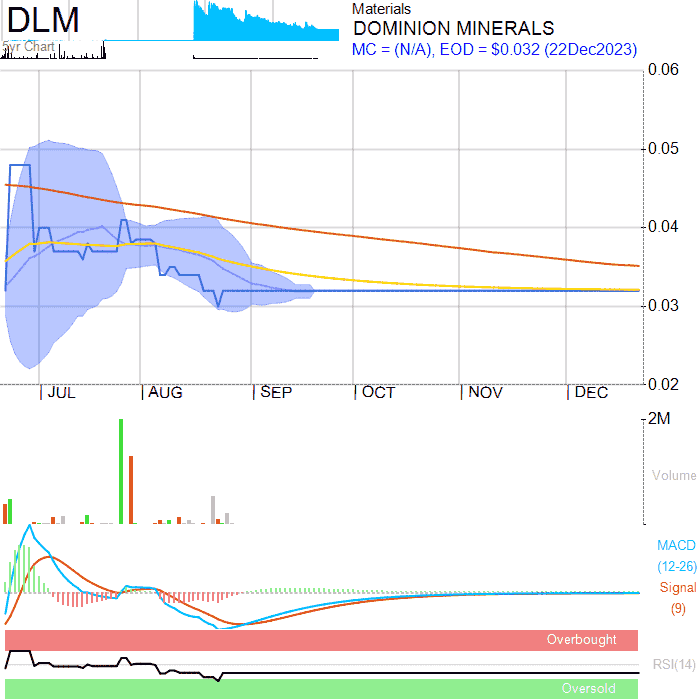 DLM
Materials
DOMINION MINERALS
MC = (N/A), EOD = $0.032 (22Dec2023)
5yr Chart
0.06
0.05
0.04
0.03
0.02
JUL AUG SEP OCT NOV DEC
2M
Volume
MACD
(12-26)
Signal
(9)
Overbought
RSI(14)
Oversold